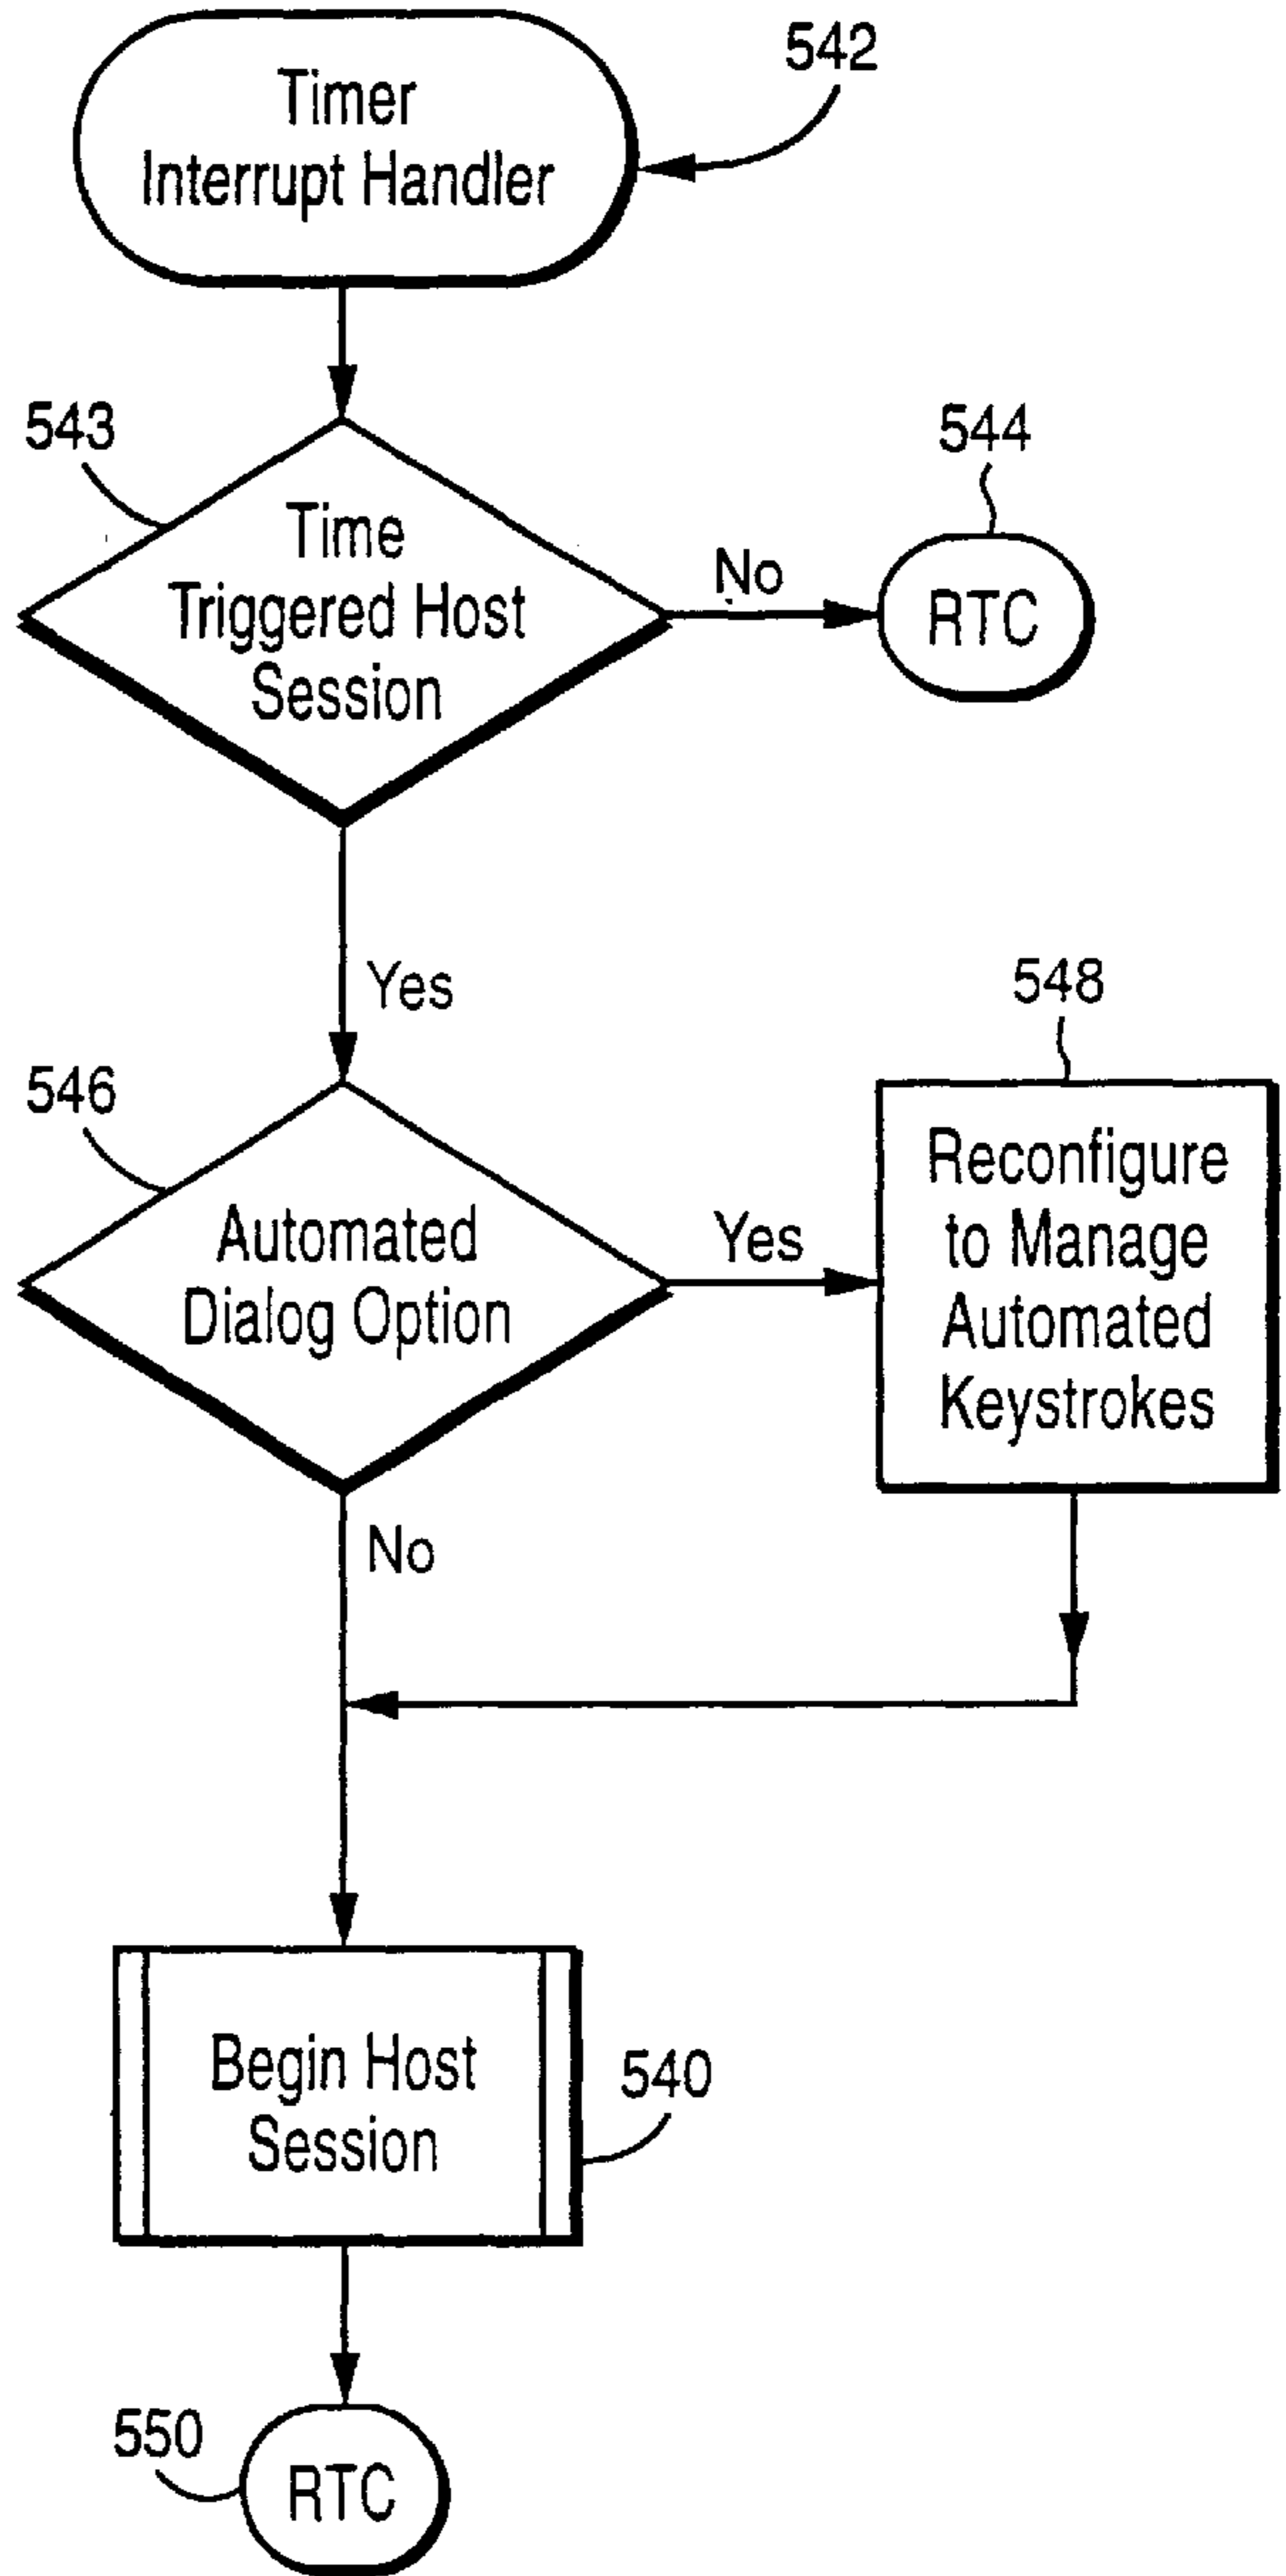 542
Timer
Interrupt Handler
543
Time
Triggered Host
Session
No
544
RTC
Yes
546
Automated
Dialog Option
Yes
548
Reconfigure
to Manage
Automated
Keystrokes
No
Begin Host
Session
540
550
RTC